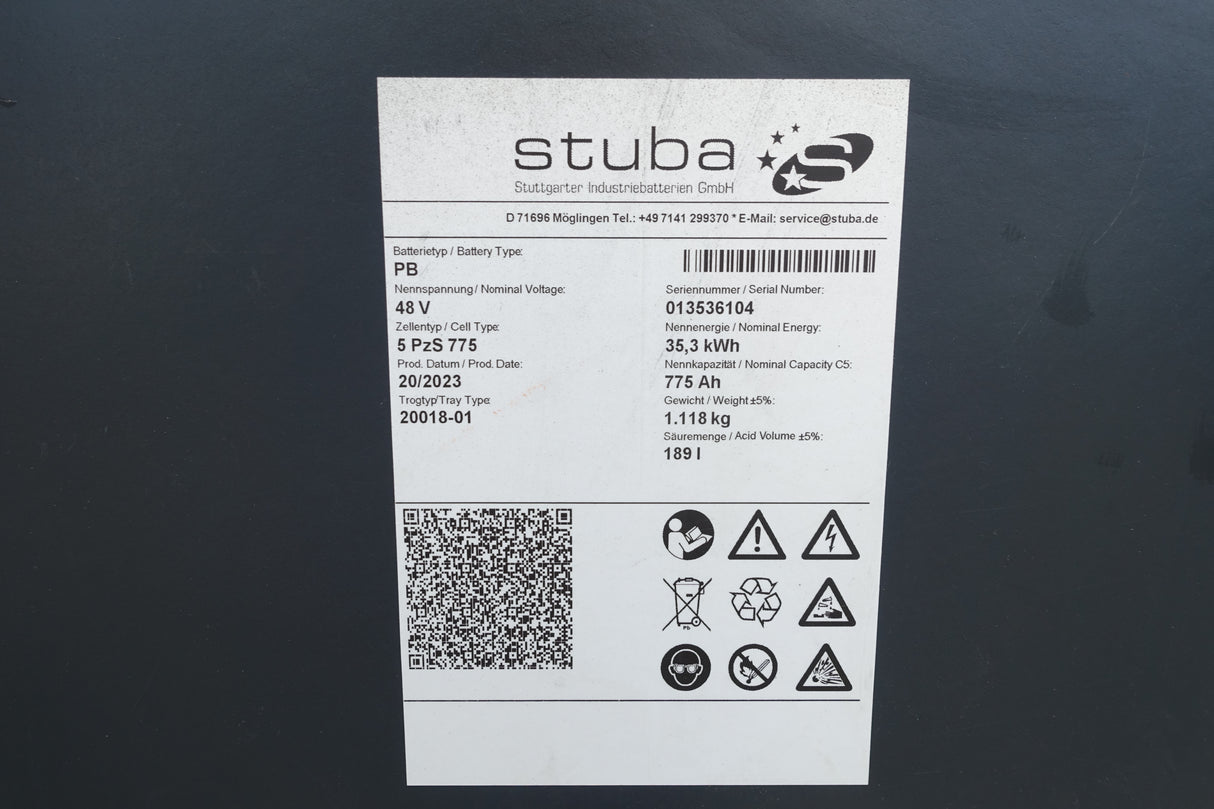 stuba
Stuttgarter Industriebatterien GmbH
D 71696 Möglingen Tel.: +49 7141 299370 * E-Mail: service@stuba.de
Batterietyp / Battery Type:
PB
Nennspannung / Nominal Voltage:
48 V
Zellentyp / Cell Type:
5 PzS 775
Prod. Datum / Prod. Date:
20/2023
Trogtyp/Tray Type:
20018-01
Seriennummer / Serial Number:
013536104
Nennenergie / Nominal Energy:
35,3 kWh
Nennkapazität / Nominal Capacity C5:
775 Ah
Gewicht / Weight ±5%:
1.118 kg
Säuremenge / Acid Volume ±5%:
189 l
Pb